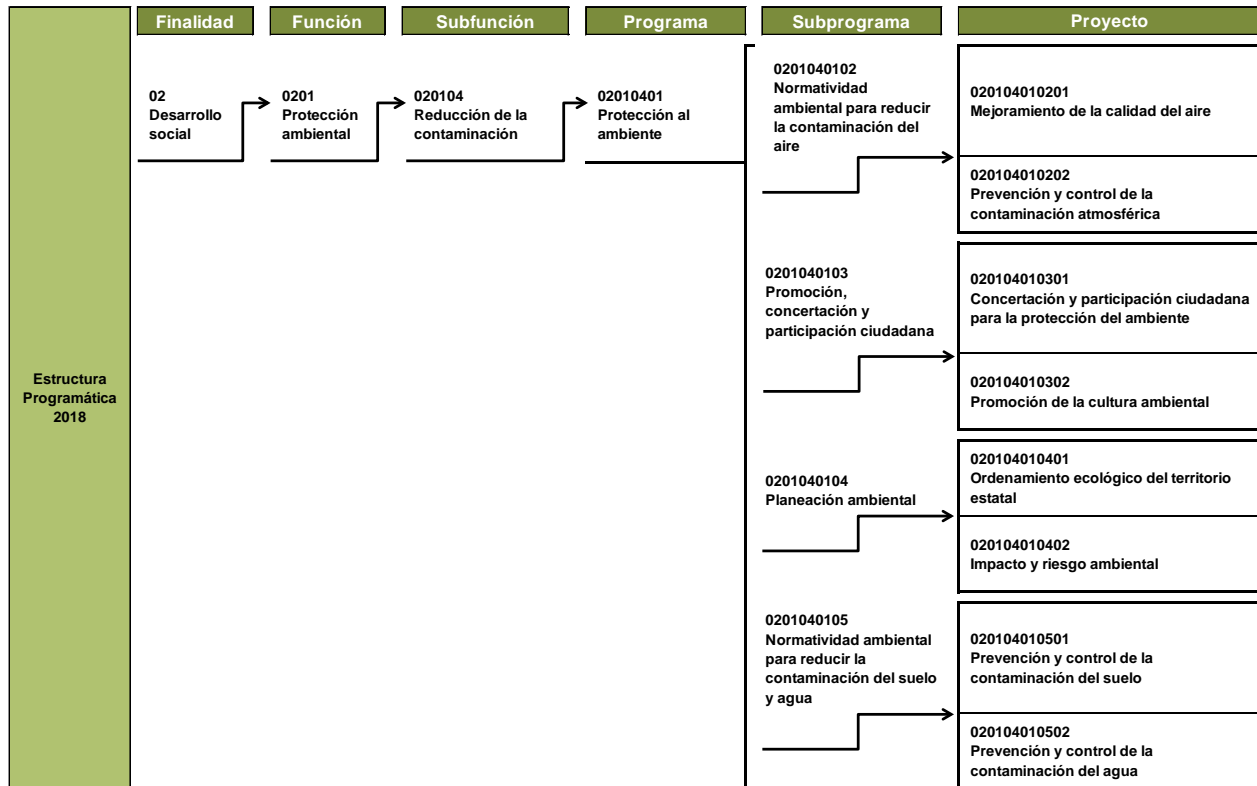 Finalidad
Función
Subfunción
Programa
Subprograma
Proyecto
Estructura
Programática
2018
02
Desarrollo
social
0201
Protección
ambiental
020104
Reducción de la
contaminación
02010401
Protección al
ambiente
0201040102
Normatividad
ambiental para reducir
la contaminación del
aire
020104010201
Mejoramiento de la calidad del aire
020104010202
Prevención y control de la
contaminación atmosférica
0201040103
Promoción,
concertación y
participación ciudadana
020104010301
Concertación y participación ciudadana
para la protección del ambiente
020104010302
Promoción de la cultura ambiental
0201040104
Planeación ambiental
020104010401
Ordenamiento ecológico del territorio
estatal
020104010402
Impacto y riesgo ambiental
0201040105
Normatividad ambiental
para reducir la
contaminación del suelo
y agua
020104010501
Prevención y control de la
contaminación del suelo
020104010502
Prevención y control de la
contaminación del agua